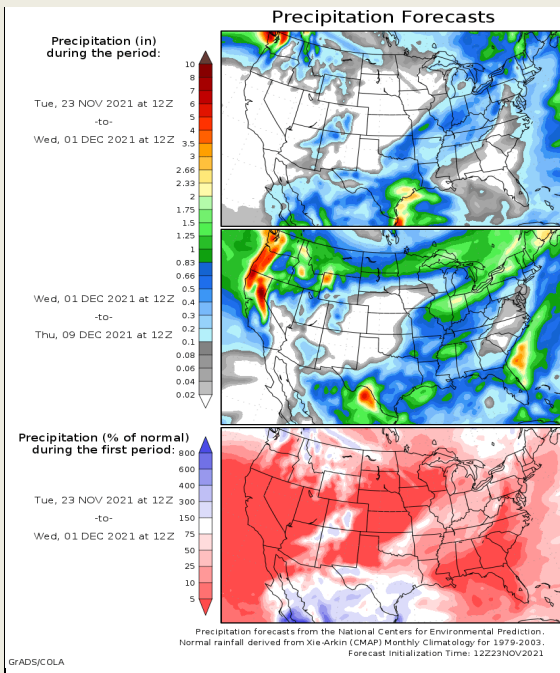 Precipitation Forecasts
Precipitation (in)
during the period:
Tue, 23 NOV 2021 at 12Z
-to-
Wed, 01 DEC 2021 at 12Z
10
8
7
6
5
4
3.5
3
2.66
2.33
2
1.75
1.5
1.25
1
0.83
0.66
0.5
0.4
0.3
0.2
0.1
0.08
0.06
0.04
0.02
Wed, 01 DEC 2021 at 12Z
-to-
Thu, 09 DEC 2021 at 12Z
Precipitation (% of normal)
during the first period:
800
600
400
300
150
75
50
25
10
5
Tue, 23 NOV 2021 at 12Z
-to-
Wed, 01 DEC 2021 at 12Z
Precipitation forecasts from the National Centers for Environmental Prediction.
Normal rainfall derived from Xie-Arkin (CMAP) Monthly Climatology for 1979-2003.
Forecast Initialization Time: 12Z23NOV2021
GrADS/COLA